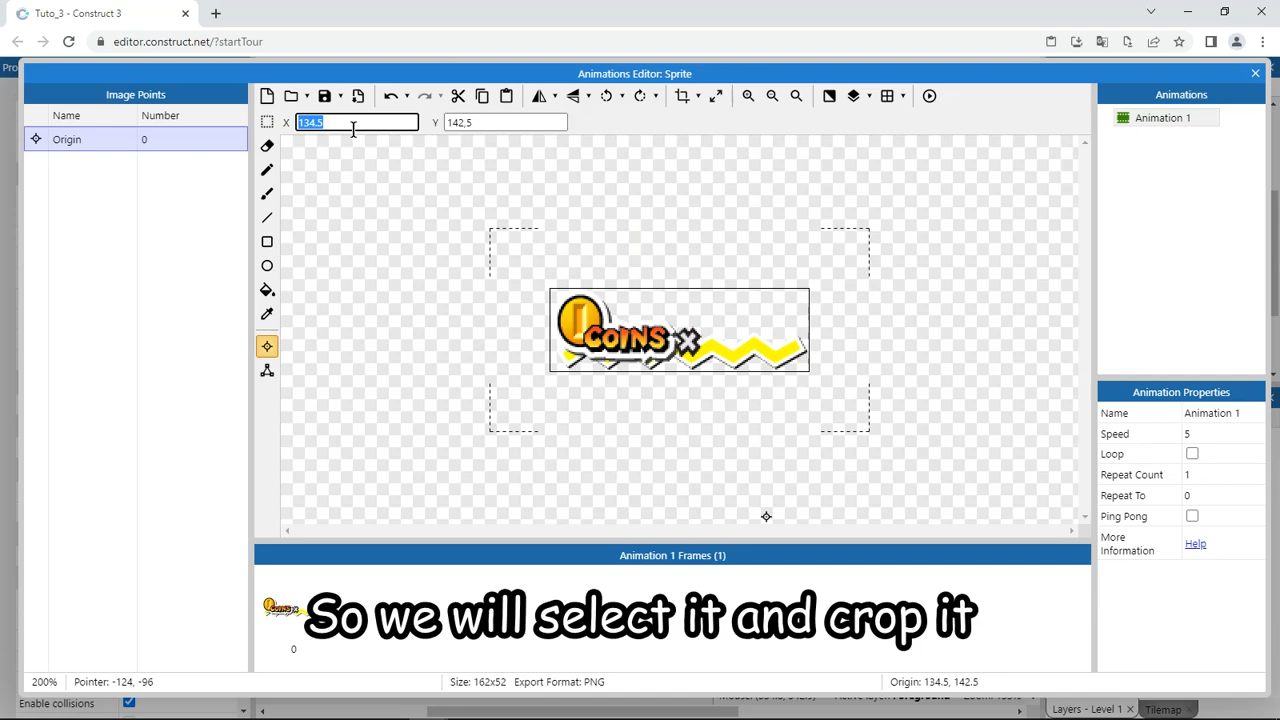 Tuto_3 - Construct 3
editor.construct.net/?startTour
Pro
Animations Editor: Sprite
Image Points
Name Number
Origin 0
X 134.5 Y 142,5
COINS x
Animations
Animation 1
Animation Properties
Name Animation 1
Speed 5
Loop
Repeat Count 1
Repeat To 0
Ping Pong
More Information Help
Animation 1 Frames (1)
COINS x
0
So we will select it and crop it
200% Pointer: -124, -96 Size: 162x52 Export Format: PNG Origin: 134.5, 142.5
Enable collisions
Layers - Level 1 Tilemap